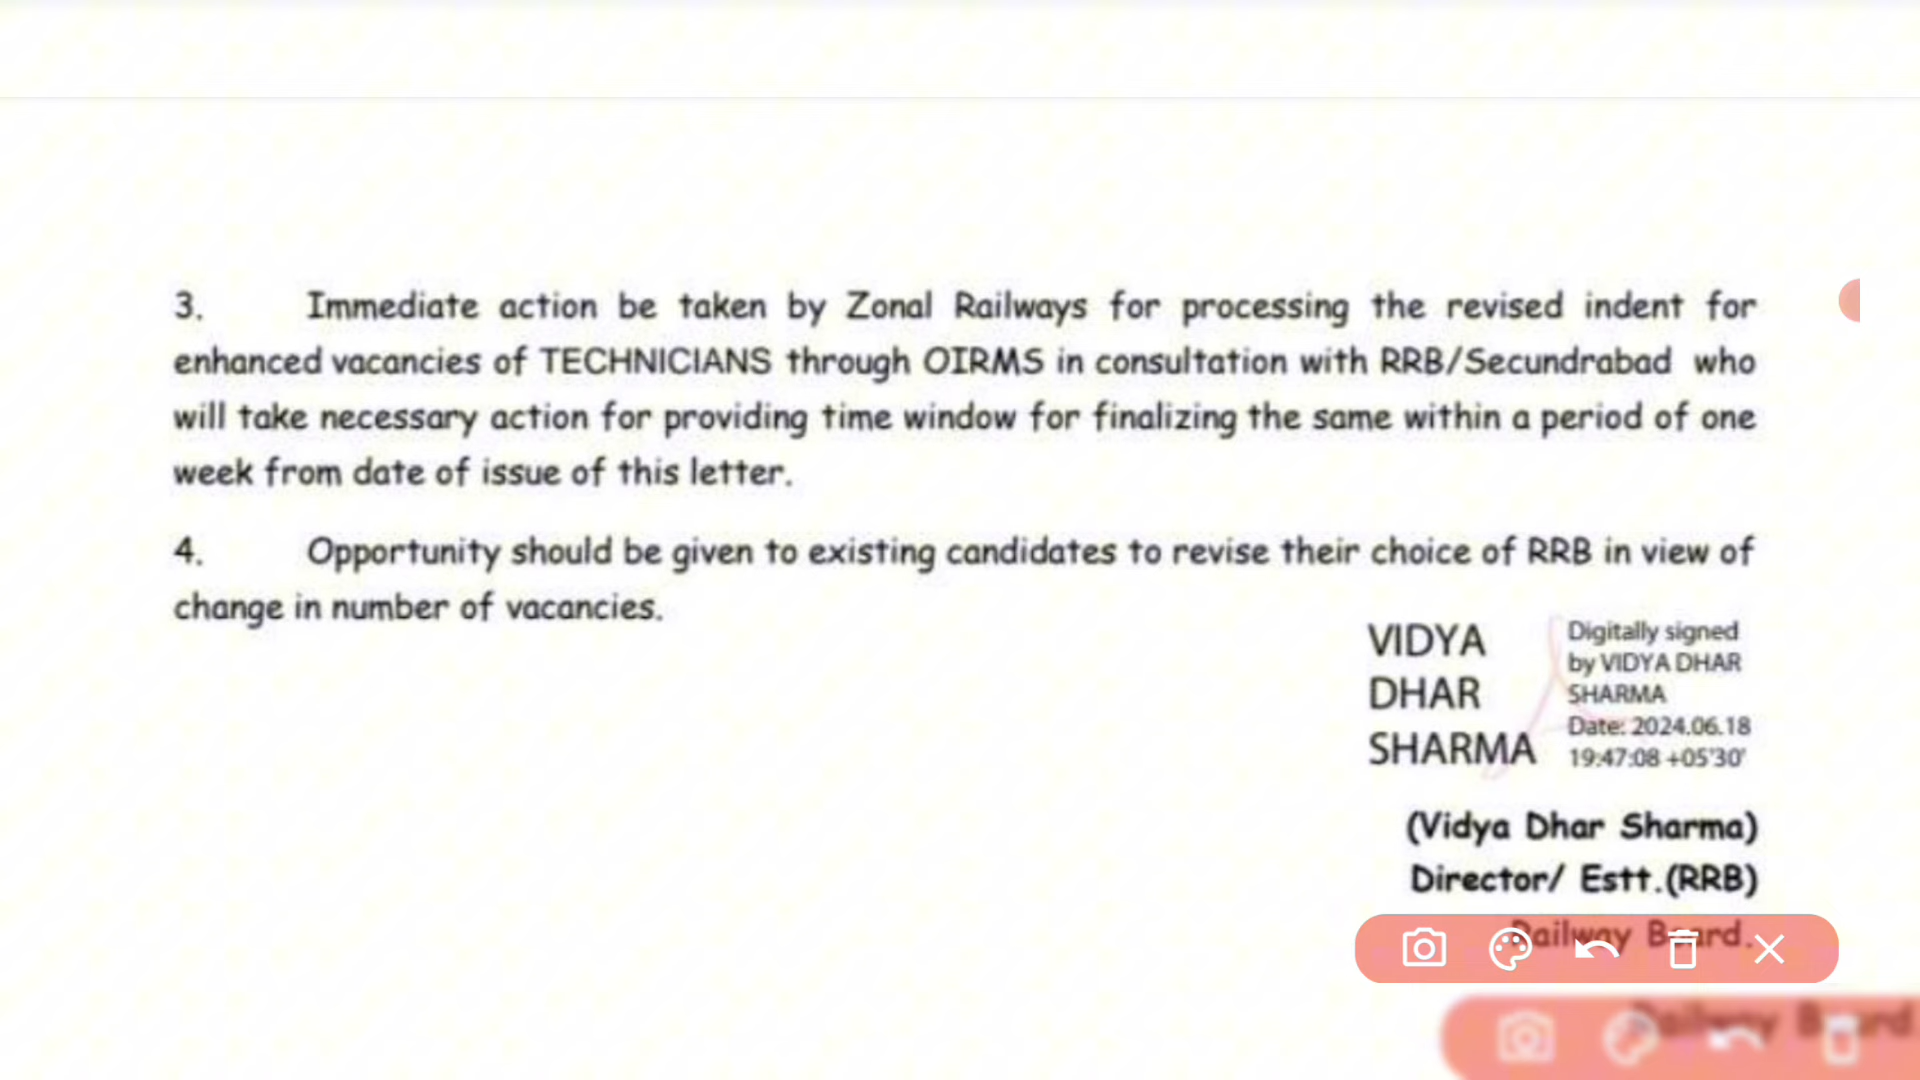 3. Immediate action be taken by Zonal Railways for processing the revised indent for
enhanced vacancies of TECHNICIANS through OIRMS in consultation with RRB/Secundrabad who
will take necessary action for providing time window for finalizing the same within a period of one
week from date of issue of this letter.
4. Opportunity should be given to existing candidates to revise their choice of RRB in view of
change in number of vacancies.
VIDYA
DHAR
SHARMA
Digitally signed
by VIDYA DHAR
SHARMA
Date: 2024.06.18
19:47:08 +05'30'
(Vidya Dhar Sharma)
Director/ Estt.(RRB)
Railway Board.
Railway Board